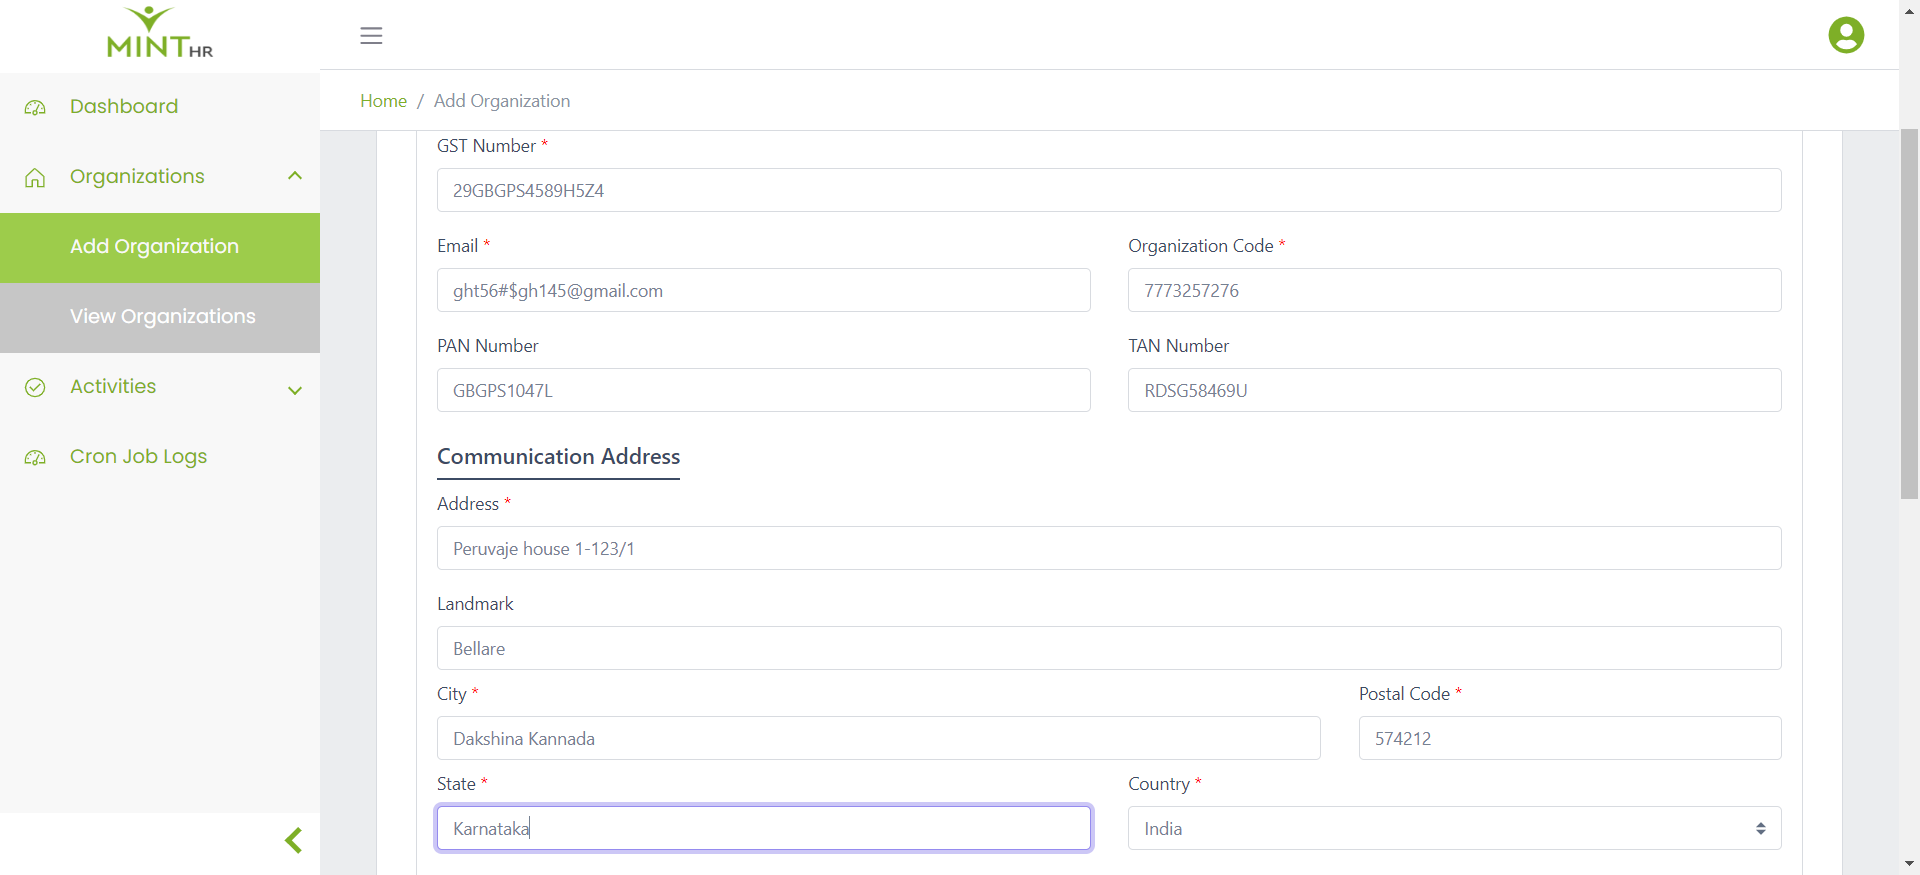 MINT HR
Dashboard
Organizations
Add Organization
View Organizations
Activities
Cron Job Logs
Home / Add Organization
GST Number *
29GBGPS4589H5Z4
Email *
Organization Code *
ght56#$gh145@gmail.com
7773257276
PAN Number
TAN Number
GBGPS1047L
RDSG58469U
Communication Address
Address *
Peruvaje house 1-123/1
Landmark
Bellare
City *
Postal Code *
Dakshina Kannada
574212
State *
Country *
Karnataka
India